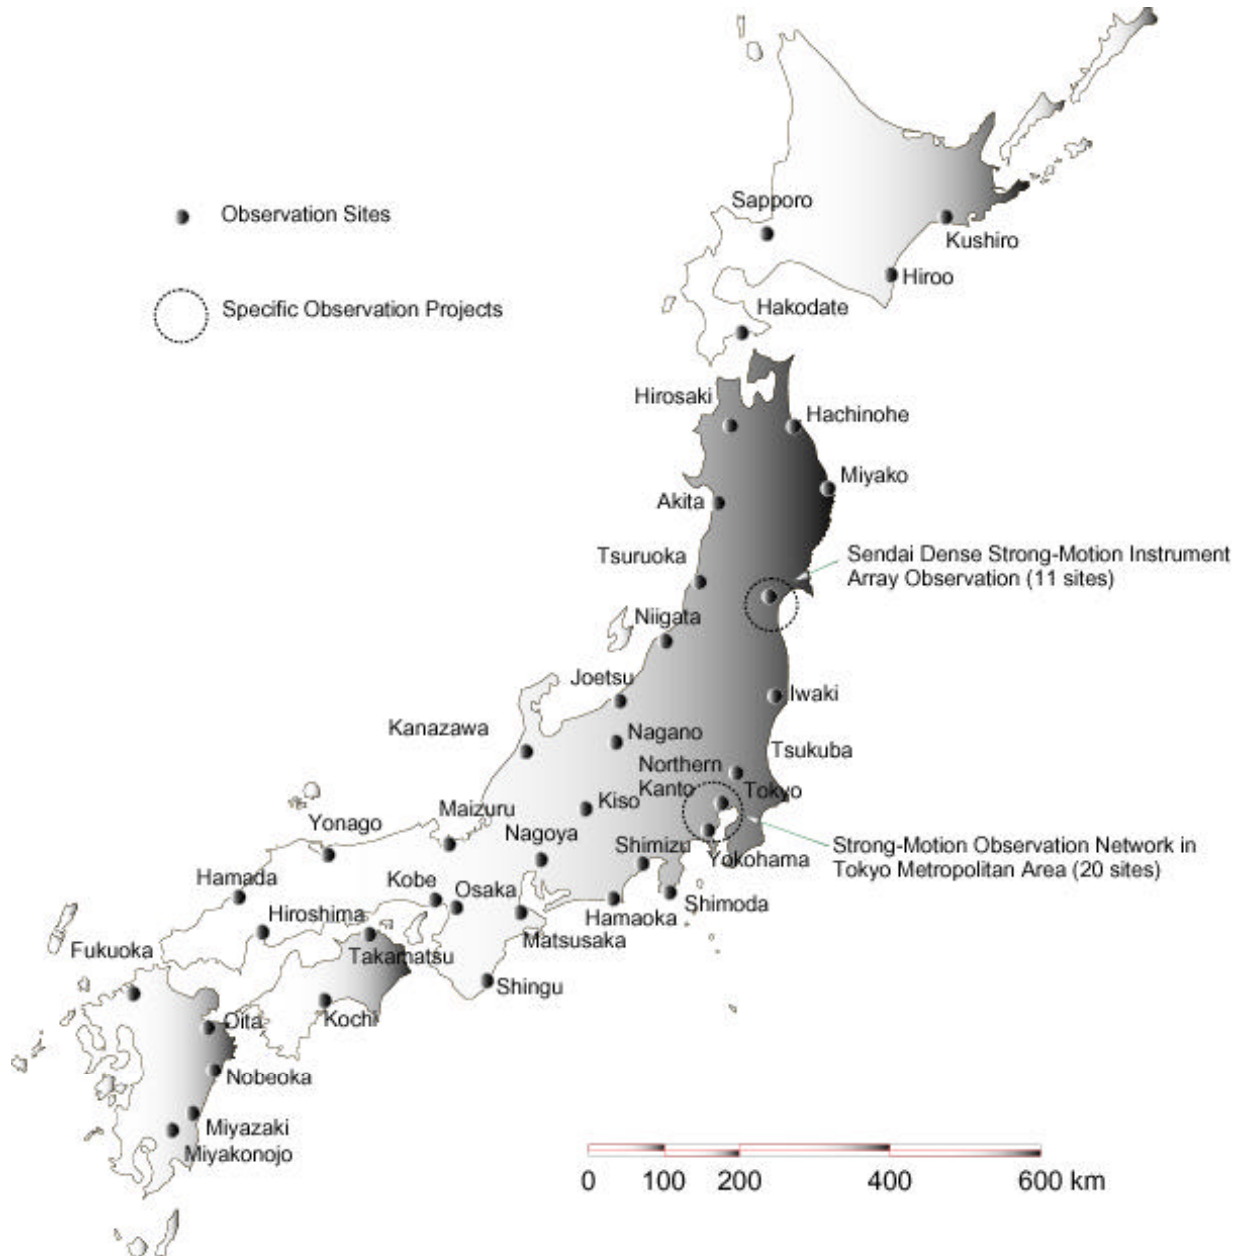 Sapporo
Observation Sites
Kushiro
Hiroo
Specific Observation Projects
Hakodate
Hirosaki
Hachinohe
Miyako
Akita
Sendai Dense Strong-Motion Instrument
Array Observation (11 sites)
Tsuruoka
Niigata
Joetsu
Iwaki
Kanazawa
Nagano
Tsukuba
Northern
Kanto
Tokyo
Kiso
Maizuru
Yonago
Nagoya
Shimizu
Yokohama
Strong-Motion Observation Network in
Tokyo Metropolitan Area (20 sites)
Hamada
Kobe
Osaka
Shimoda
Hiroshima
Hamaoka
Matsusaka
Fukuoka
Takamatsu
Shingu
Kochi
Oita
Nobeoka
Miyazaki
Miyakonojo
0 100 200 400 600 km